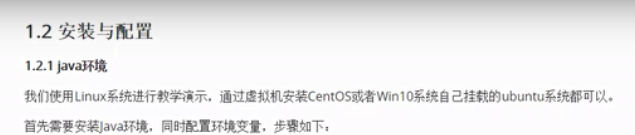 1.2 安装与配置
1.2.1 java环境
我们使用Linux系统进行教学演示，通过虚拟机安装CentOS或者Win10系统自己挂载的ubuntu系统都可以。
首先需要安装Java环境，同时配置环境变量，步骤如下：